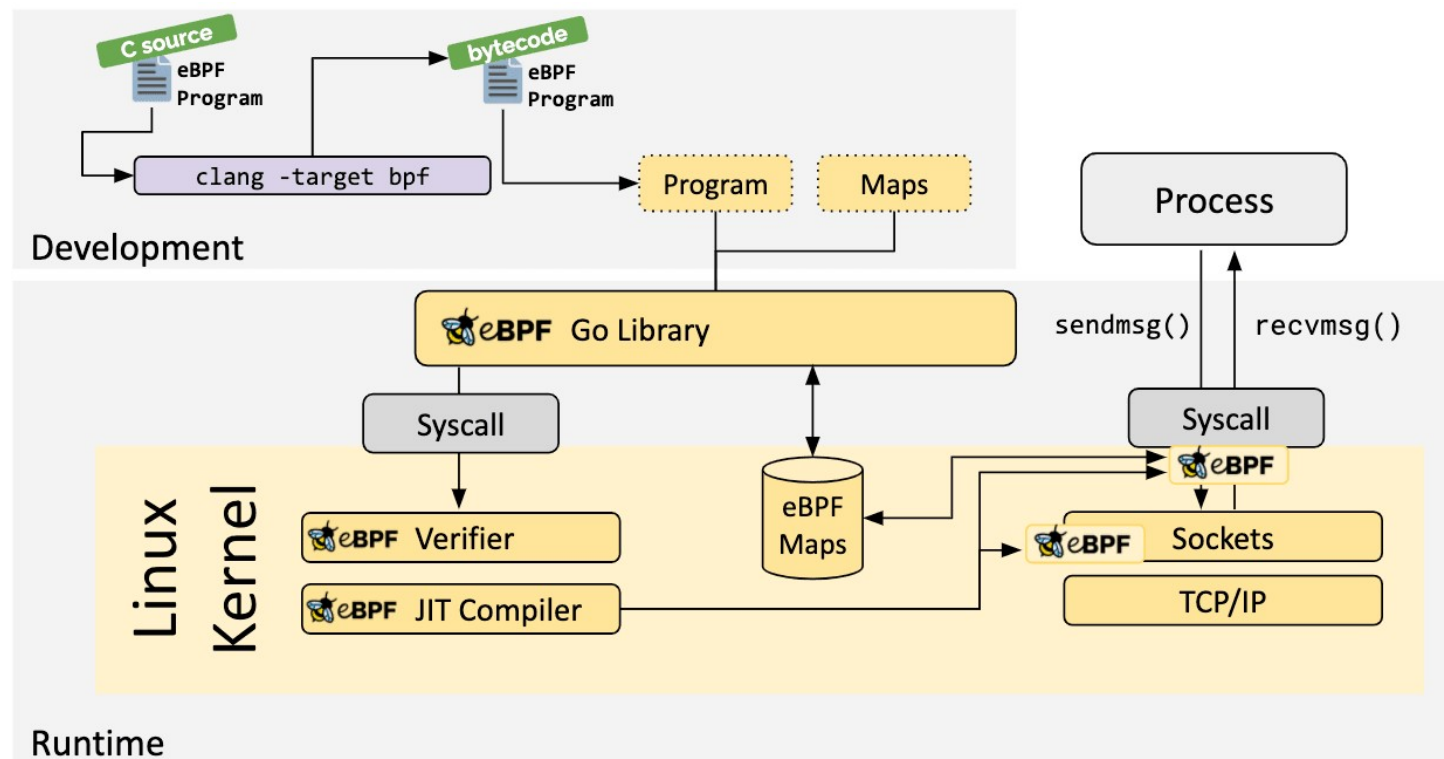 C source
eBPF
Program
bytecode
eBPF
Program
clang -target bpf
Program
Maps
Development
Process
eBPF Go Library
sendmsg()
recvmsg()
Syscall
Syscall
eBPF
Linux
Kernel
eBPF Verifier
eBPF
Maps
eBPF Sockets
eBPF JIT Compiler
TCP/IP
Runtime